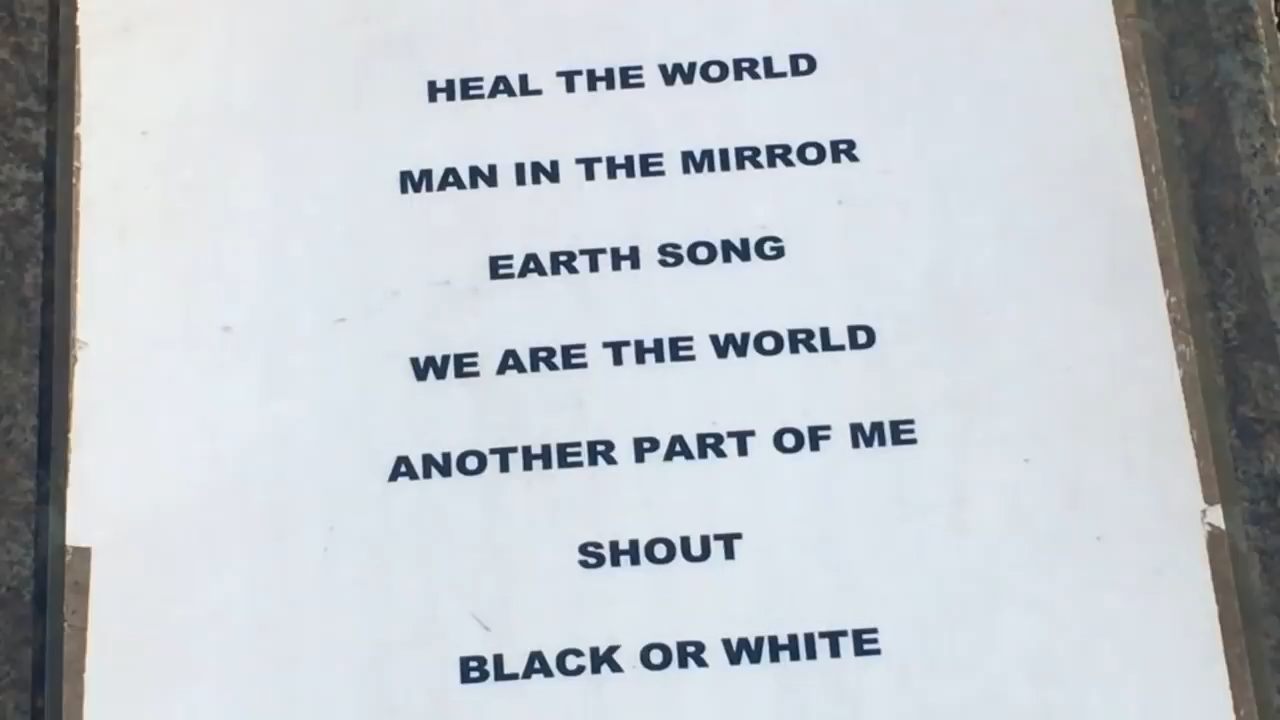 HEAL THE WORLD
MAN IN THE MIRROR
EARTH SONG
WE ARE THE WORLD
ANOTHER PART OF ME
SHOUT
BLACK OR WHITE